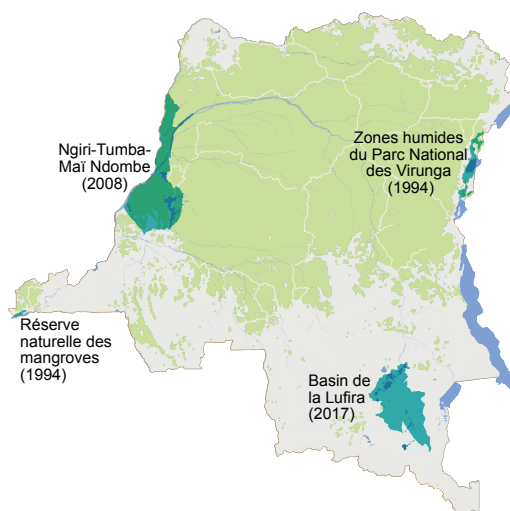 Ngiri-Tumba-
Maï Ndombe
(2008)
Zones humides
du Parc National
des Virunga
(1994)
Réserve
naturelle des
mangroves
(1994)
Basin de
la Lufira
(2017)